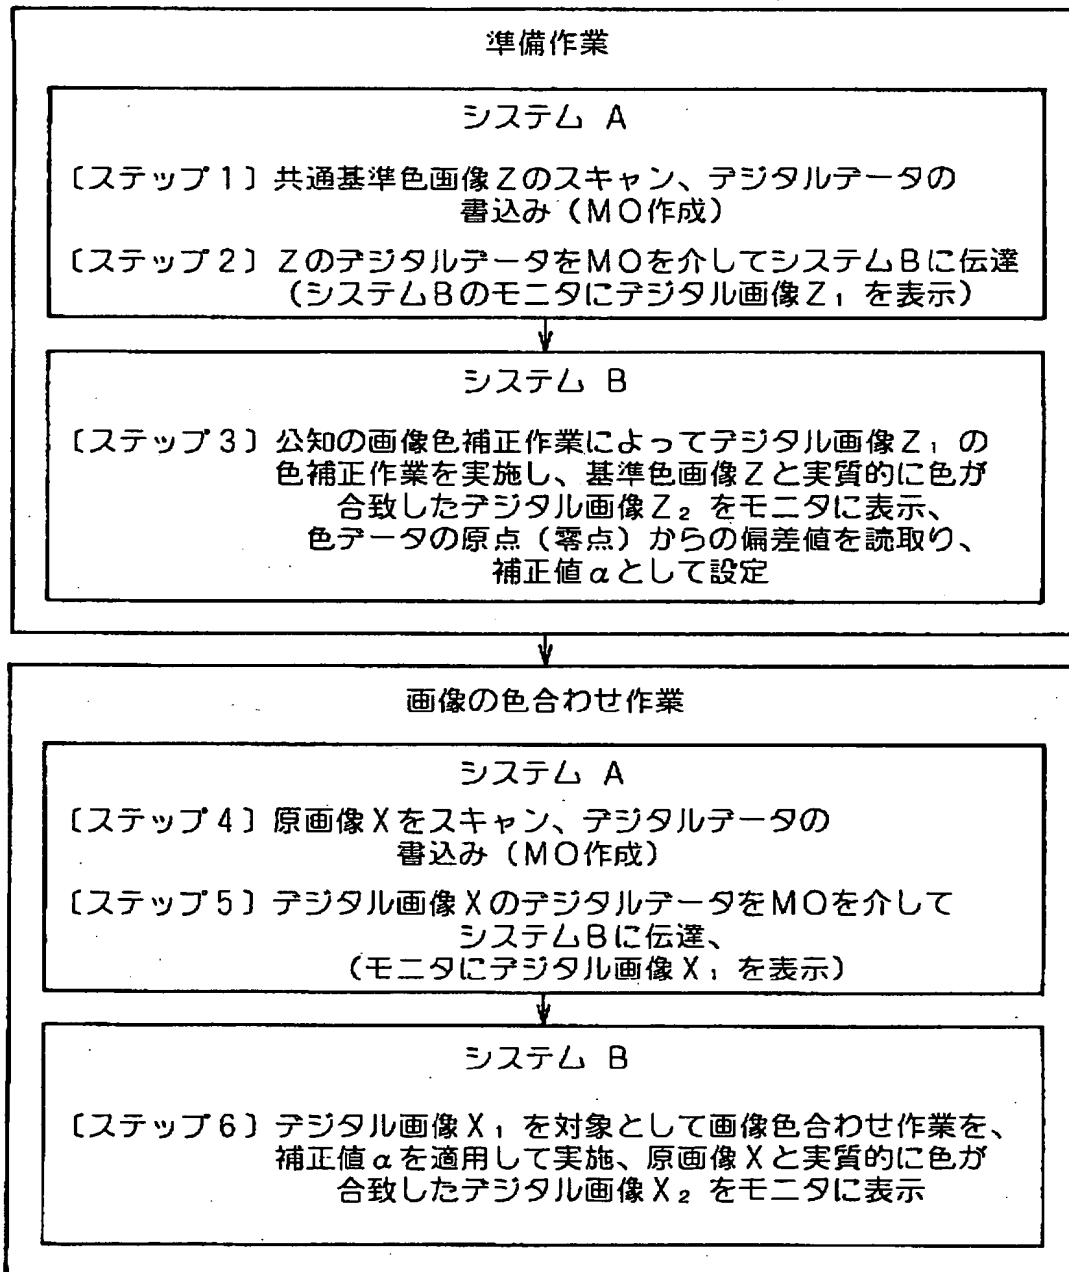 準備作業
システム A
〔ステップ1〕共通基準色画像Zのスキャン、デジタルデータの
書込み（MO作成）
〔ステップ2〕ZのデジタルデータをMOを介してシステムBに伝達
（システムBのモニタにデジタル画像Z₁を表示）
システム B
〔ステップ3〕公知の画像色補正作業によってデジタル画像Z₁の
色補正作業を実施し、基準色画像Zと実質的に色が
合致したデジタル画像Z₂をモニタに表示、
色データの原点（零点）からの偏差値を読取り、
補正値αとして設定
画像の色合わせ作業
システム A
〔ステップ4〕原画像Xをスキャン、デジタルデータの
書込み（MO作成）
〔ステップ5〕デジタル画像XのデジタルデータをMOを介して
システムBに伝達、
（モニタにデジタル画像X₁を表示）
システム B
〔ステップ6〕デジタル画像X₁を対象として画像色合わせ作業を、
補正値αを適用して実施、原画像Xと実質的に色が
合致したデジタル画像X₂をモニタに表示